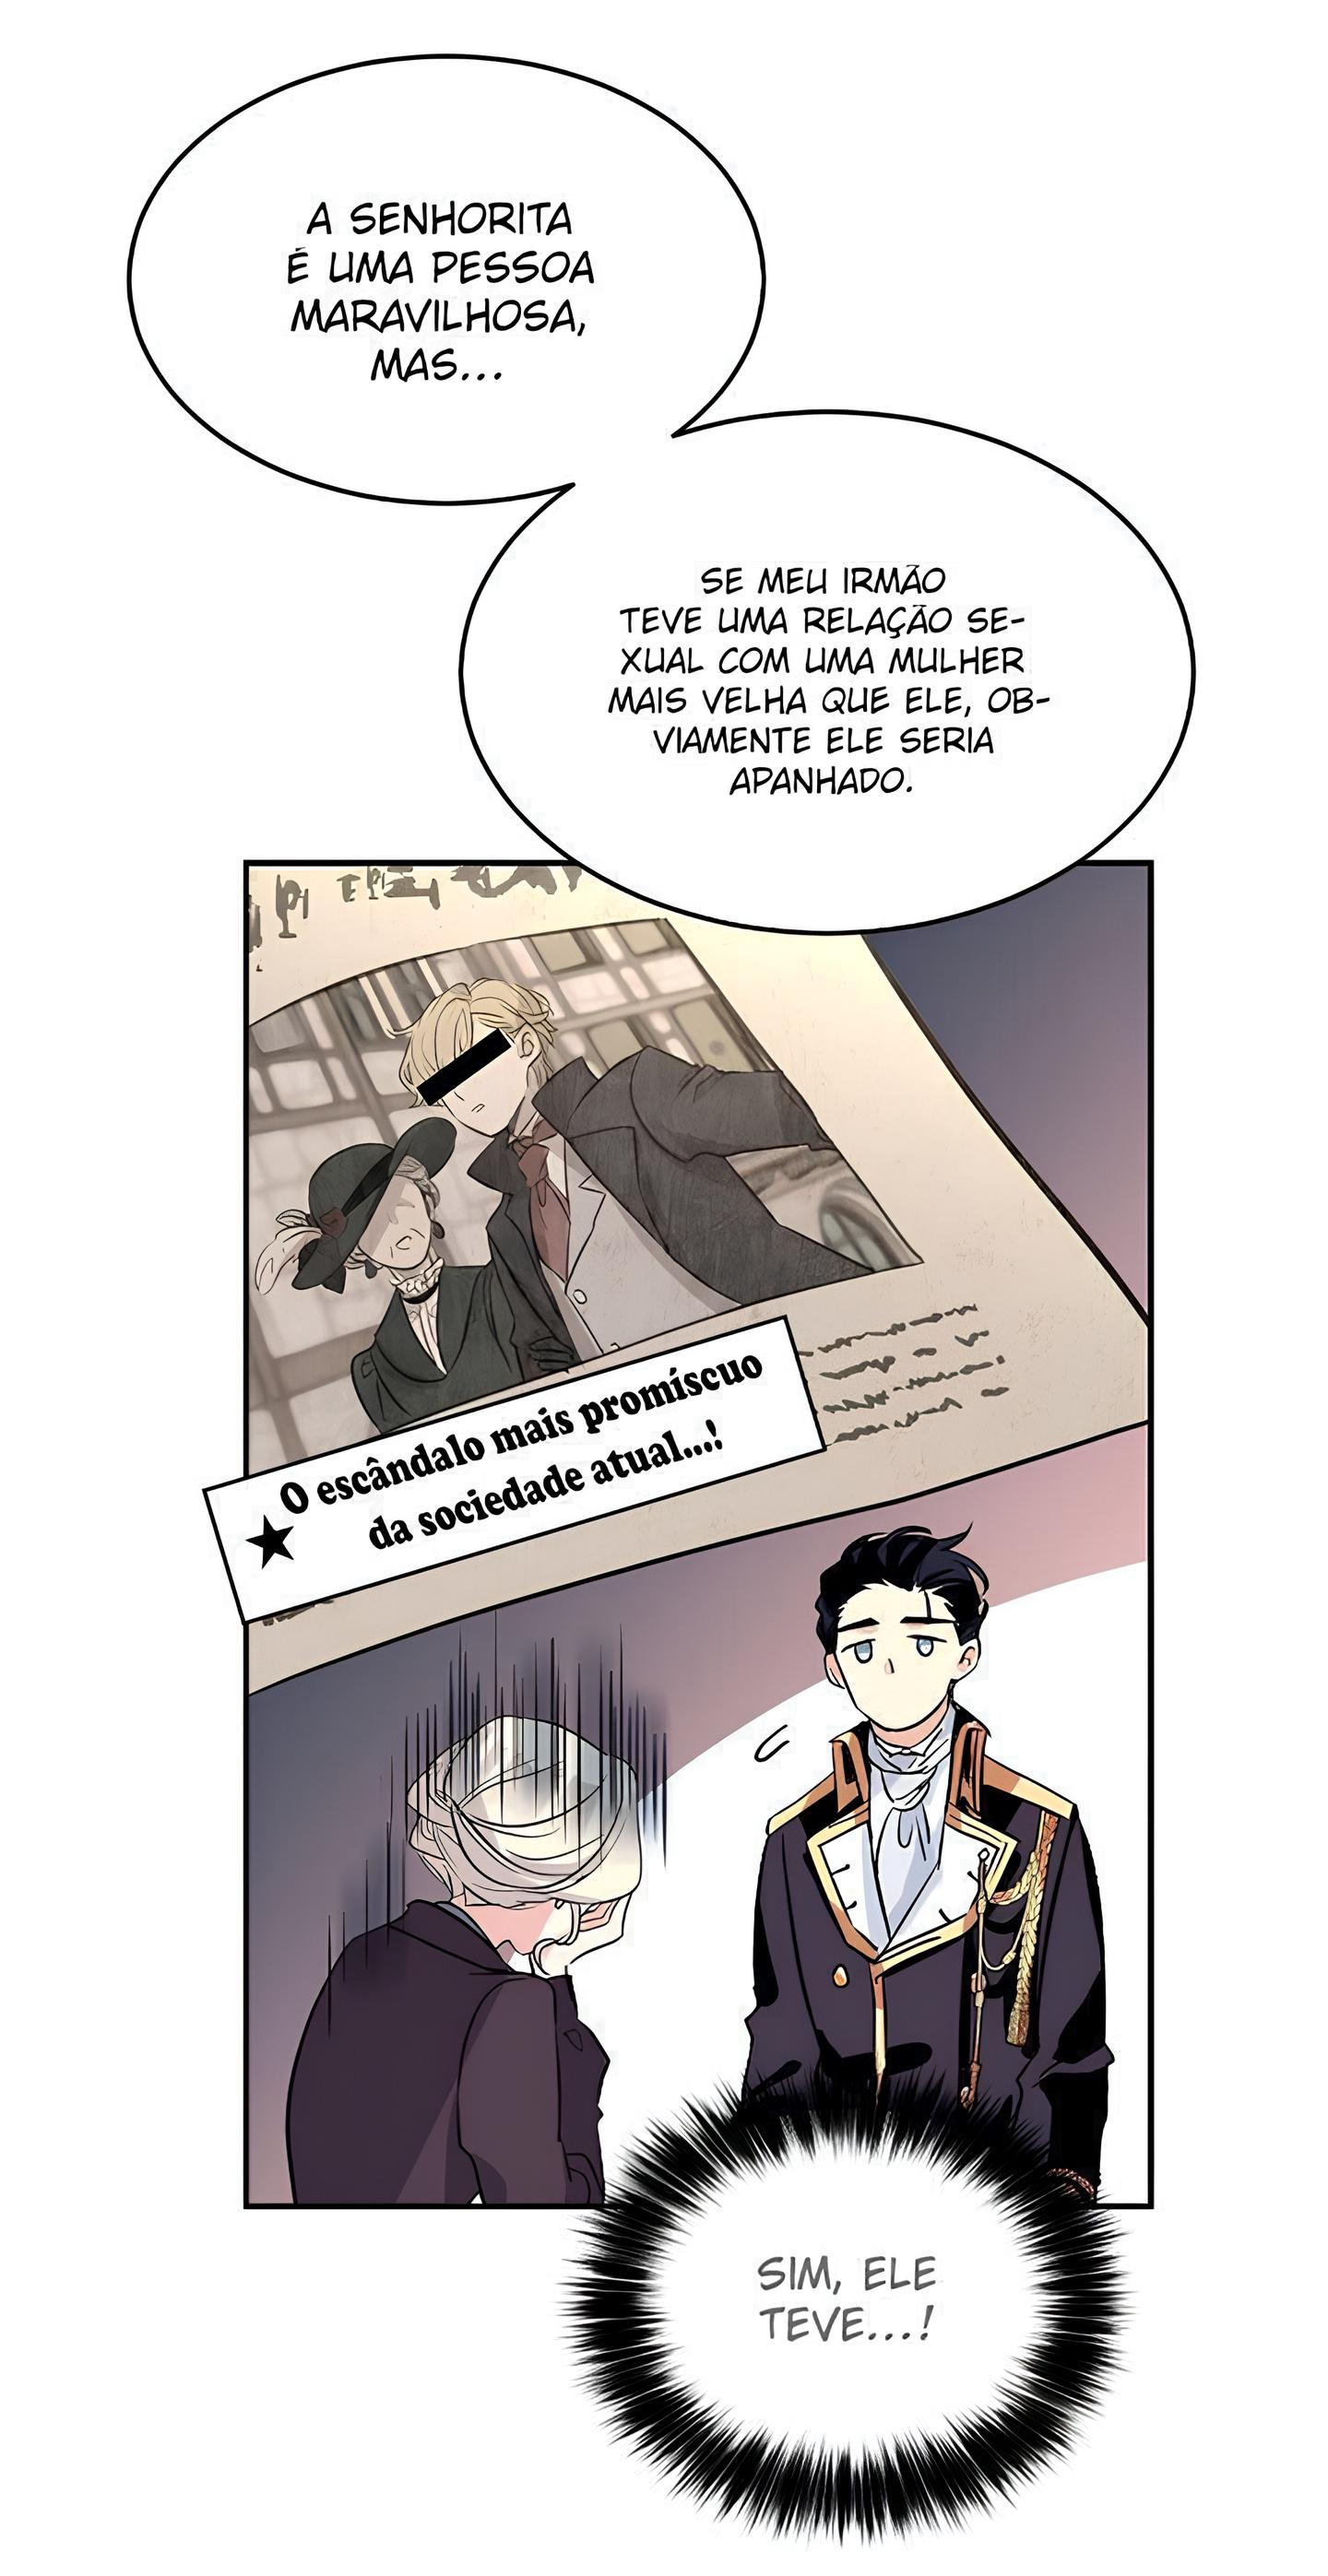 A SENHORITA
É UMA PESSOA
MARAVILHOSA,
MAS...
SE MEU IRMÃO
TEVE UMA RELAÇÃO SE-
XUAL COM UMA MULHER
MAIS VELHA QUE ELE, OB-
VIAMENTE ELE SERIA
APANHADO.
O escândalo mais promíscuo
★ da sociedade atual...!
SIM, ELE
TEVE...!